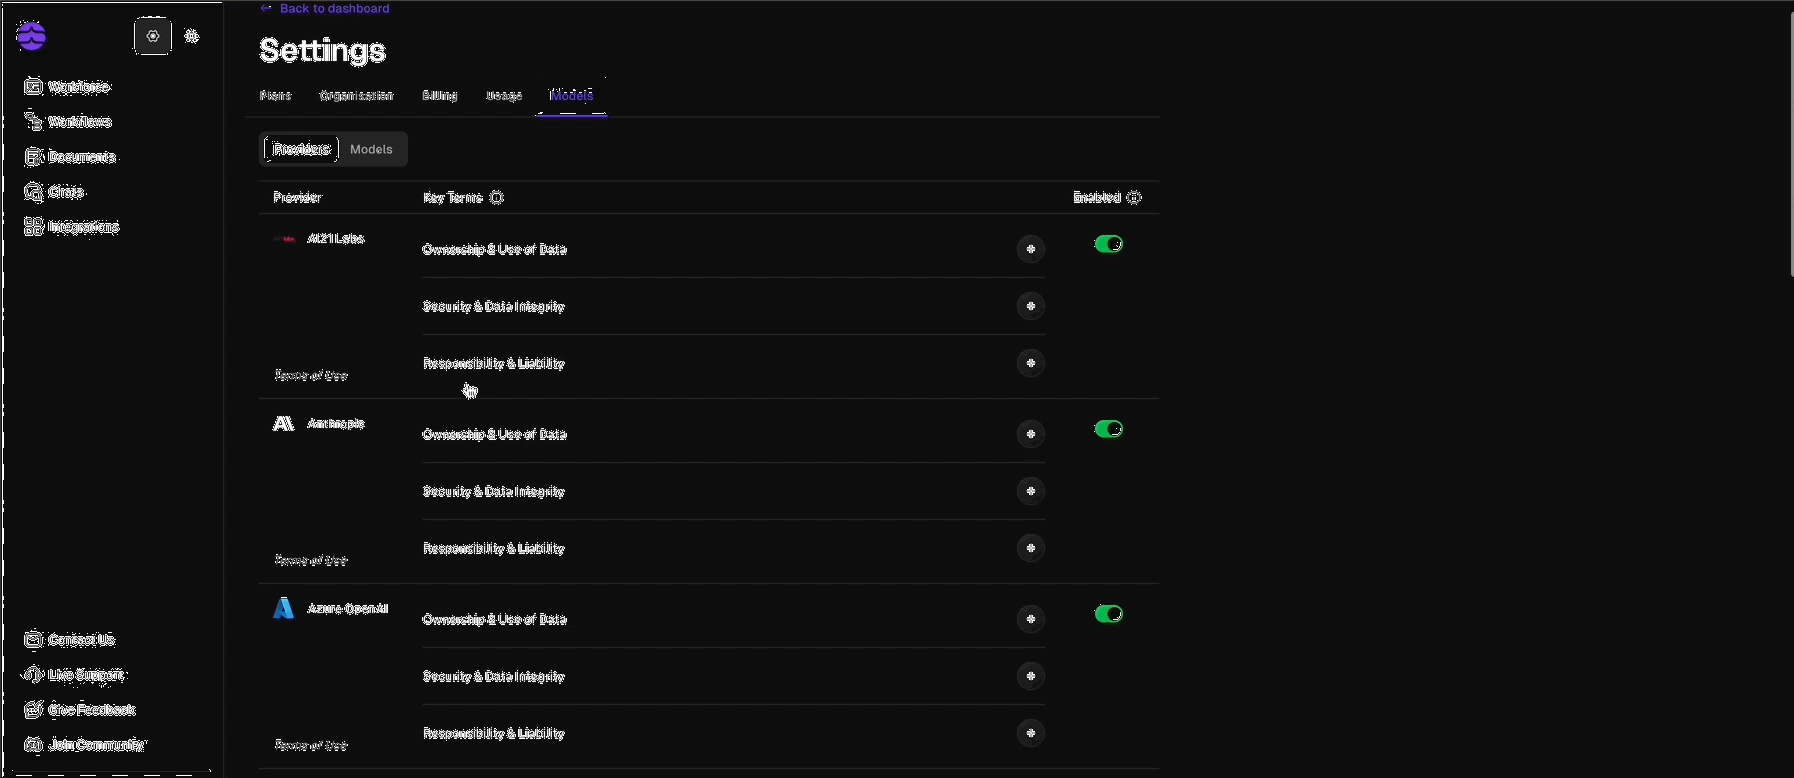 ← Back to dashboard
Settings
Workforce
Workflows
Documents
Chats
Integrations
Plans Organisation Billing Usage Models
Providers Models
Provider Key Terms Enabled
AI21 Labs
Ownership & Use of Data
Security & Data Integrity
Responsibility & Liability
Terms of Use
Anthropic
Ownership & Use of Data
Security & Data Integrity
Responsibility & Liability
Terms of Use
Azure OpenAI
Ownership & Use of Data
Security & Data Integrity
Responsibility & Liability
Terms of Use
Contact Us
Live Support
Give Feedback
Join Community